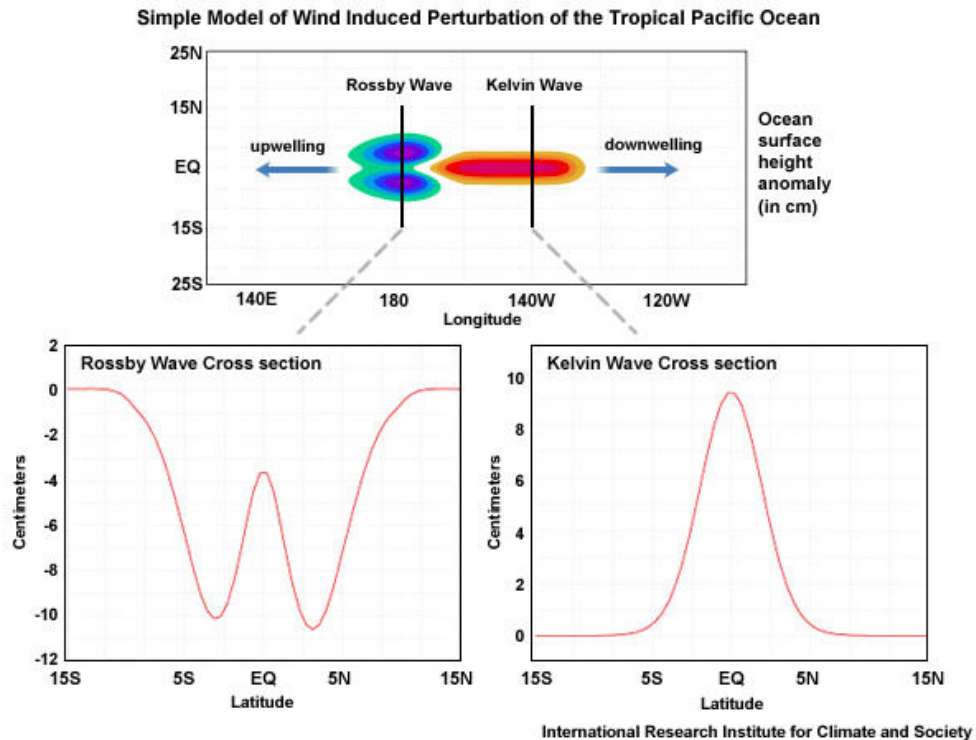 Simple Model of Wind Induced Perturbation of the Tropical Pacific Ocean
25N
15N
EQ
15S
25S
Rossby Wave
Kelvin Wave
upwelling
downwelling
Ocean
surface
height
anomaly
(in cm)
140E 180 140W 120W
Longitude
Rossby Wave Cross section
2
0
-2
-4
-6
-8
-10
-12
Centimeters
15S 5S EQ 5N 15N
Latitude
Kelvin Wave Cross section
10
8
6
4
2
0
Centimeters
15S 5S EQ 5N 15N
Latitude
International Research Institute for Climate and Society